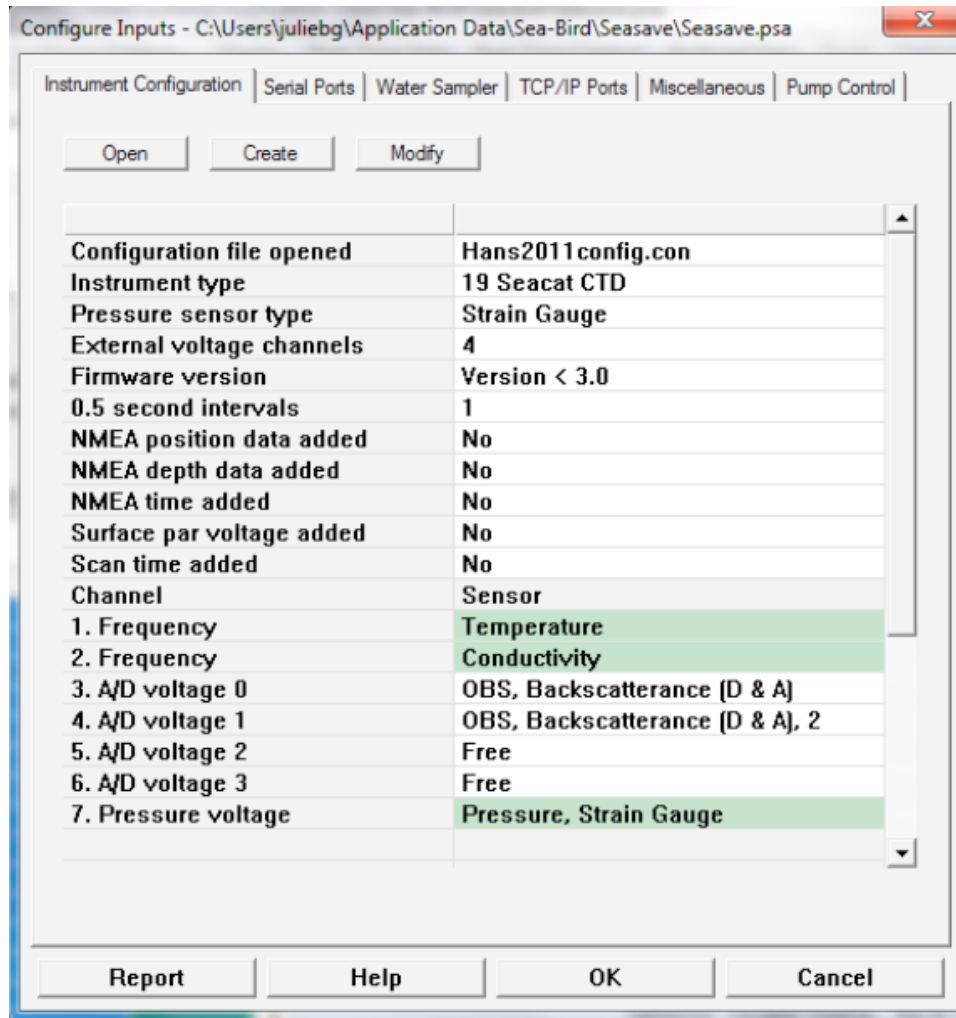 Configure Inputs - C:\Users\juliebg\Application Data\Sea-Bird\Seasave\Seasave.psa
Instrument Configuration Serial Ports Water Sampler TCP/IP Ports Miscellaneous Pump Control
Open Create Modify
Configuration file opened Hans2011config.con
Instrument type 19 Seacat CTD
Pressure sensor type Strain Gauge
External voltage channels 4
Firmware version Version < 3.0
0.5 second intervals 1
NMEA position data added No
NMEA depth data added No
NMEA time added No
Surface par voltage added No
Scan time added No
Channel Sensor
1. Frequency Temperature
2. Frequency Conductivity
3. A/D voltage 0 OBS, Backscatterance (D & A)
4. A/D voltage 1 OBS, Backscatterance (D & A), 2
5. A/D voltage 2 Free
6. A/D voltage 3 Free
7. Pressure voltage Pressure, Strain Gauge
Report Help OK Cancel